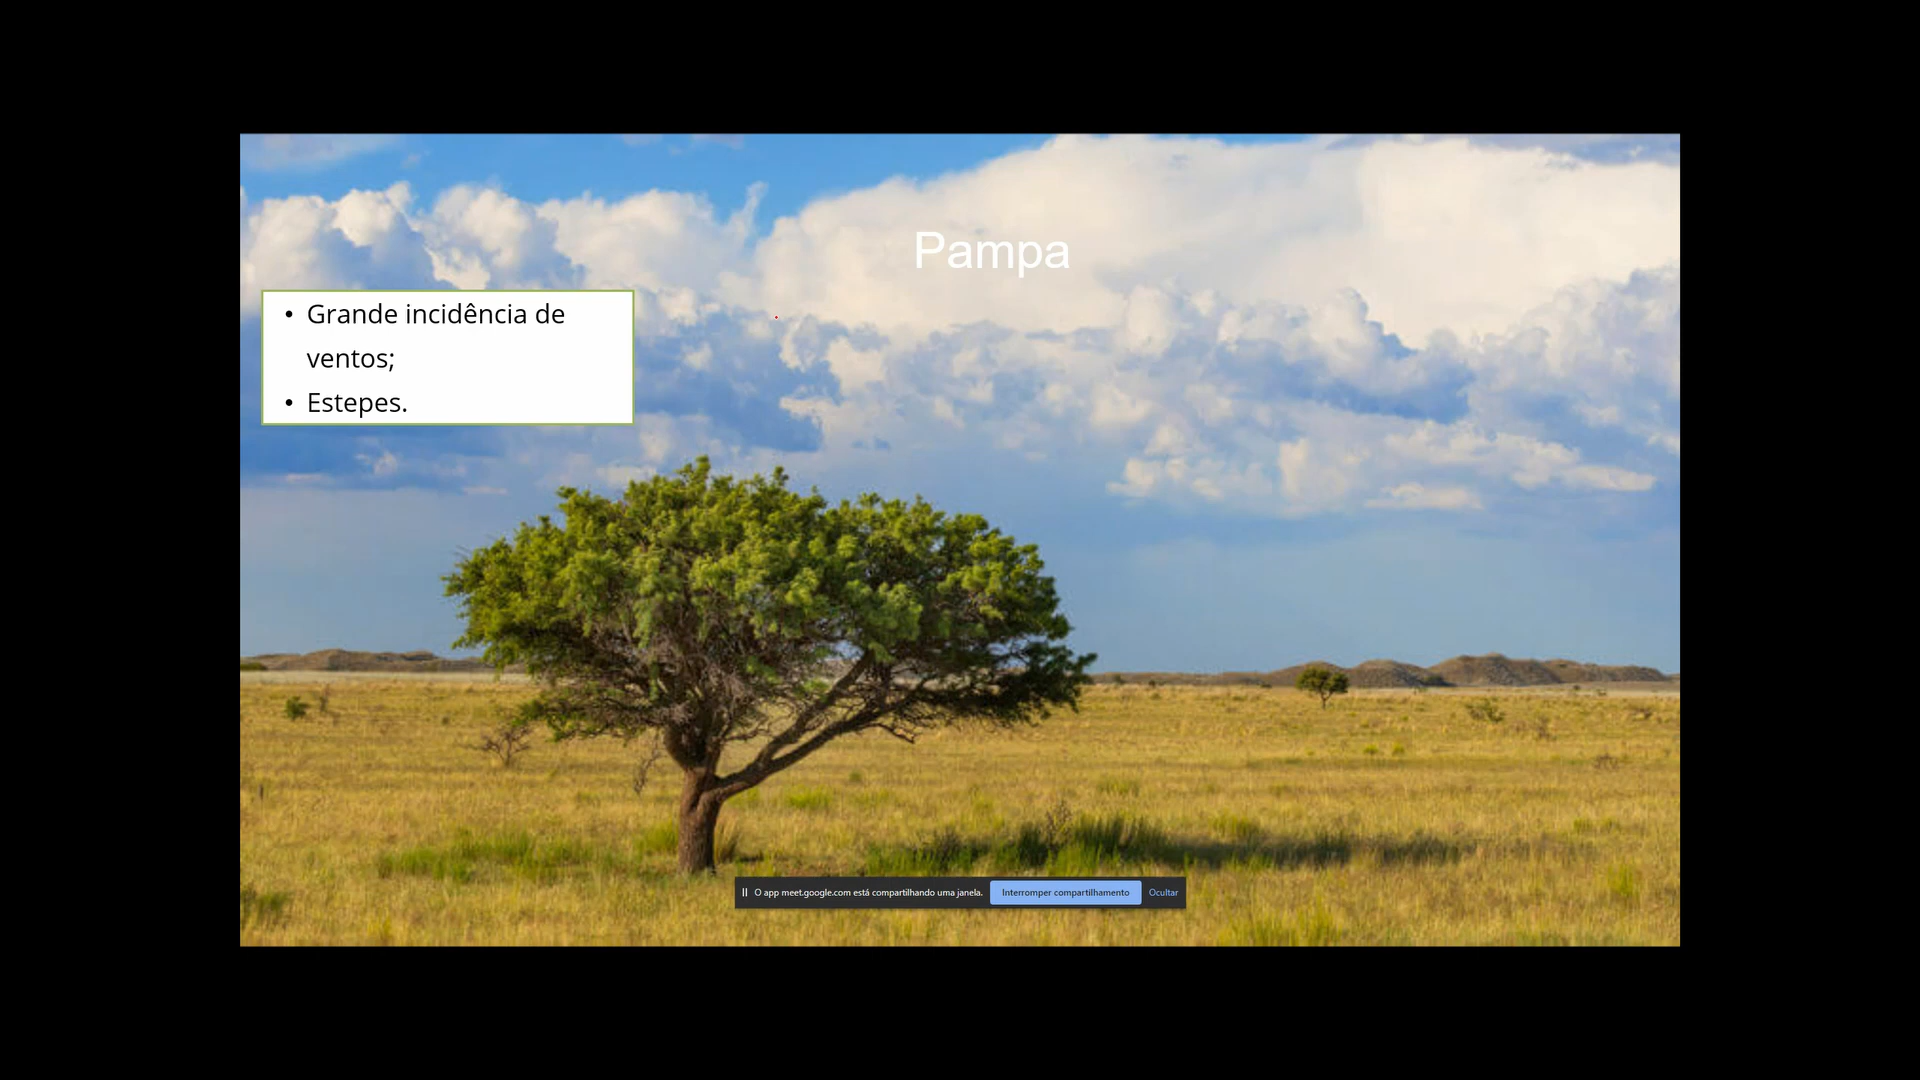 Pampa
• Grande incidência de
ventos;
• Estepes.
O app meet.google.com está compartilhando uma janela. Interromper compartilhamento Ocultar